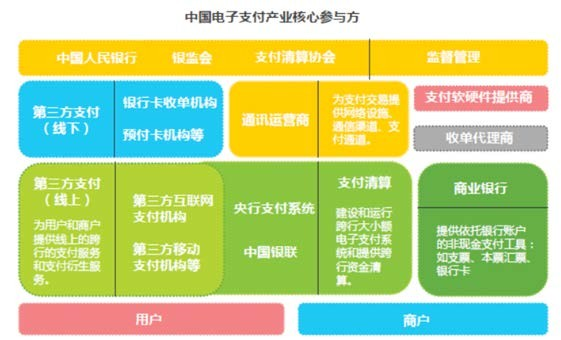 中国电子支付产业核心参与方
中国人民银行 银监会 支付清算协会 监督管理
第三方支付
（线下）
银行卡收单机构
预付卡机构等
通讯运营商
为支付交易提
供网络设施、
通信渠道、支
付通道。
支付软硬件提供商
收单代理商
第三方支付
（线上）
为用户和商户
提供线上的跨
行的支付服务
和支付衍生服
务。
第三方互联网
支付机构
第三方移动
支付机构等
央行支付系统
中国银联
支付清算
建设和运行
跨行大小额
电子支付系
统和提供跨
行资金清
算。
商业银行
提供依托银行账户
的非现金支付工具：
如支票、本票汇票、
银行卡
用户
商户